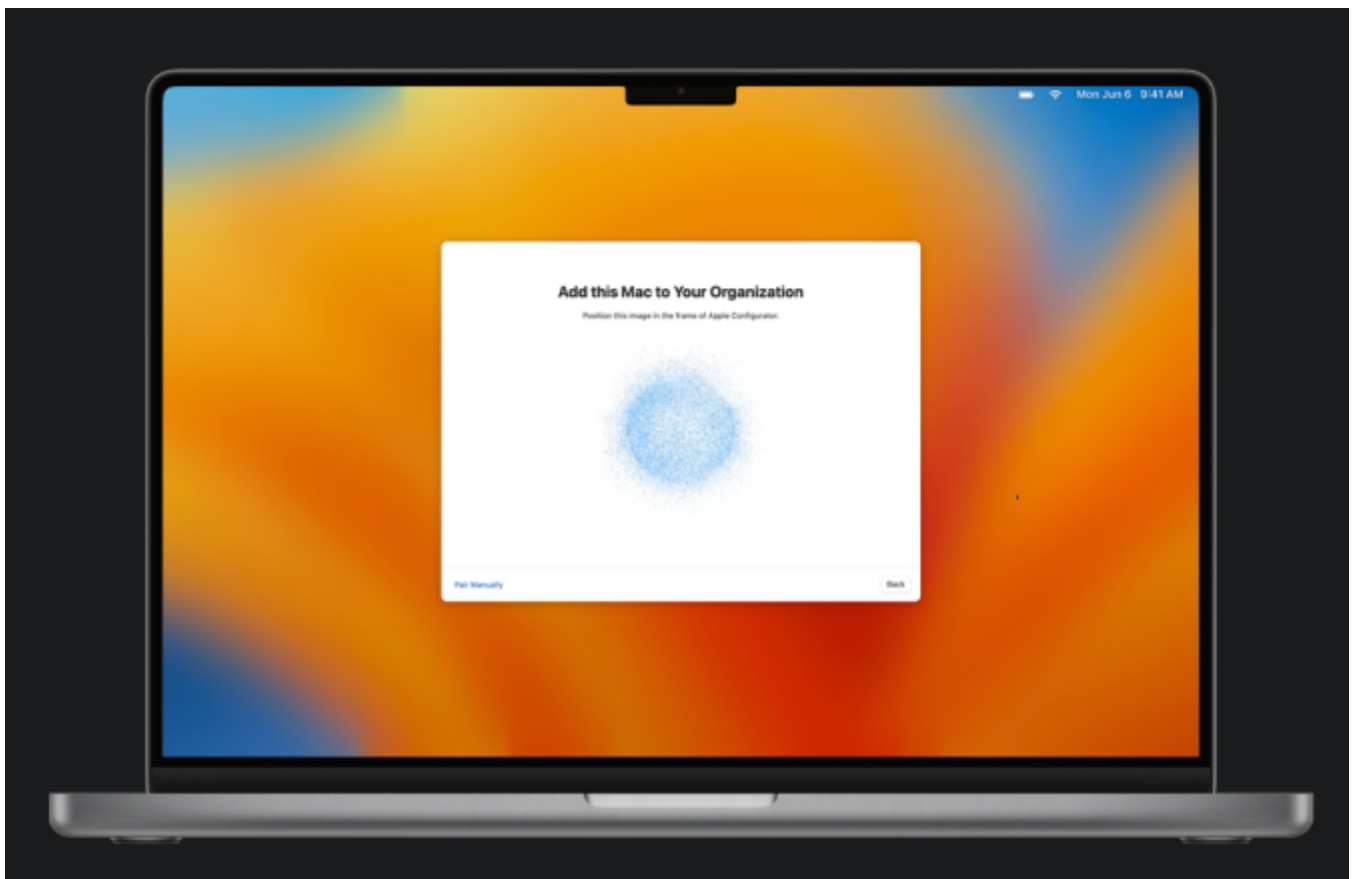 Mon Jun 6 9:41 AM
Add this Mac to Your Organization
Position this image in the frame of Apple Configurator.
Pair Manually
Back